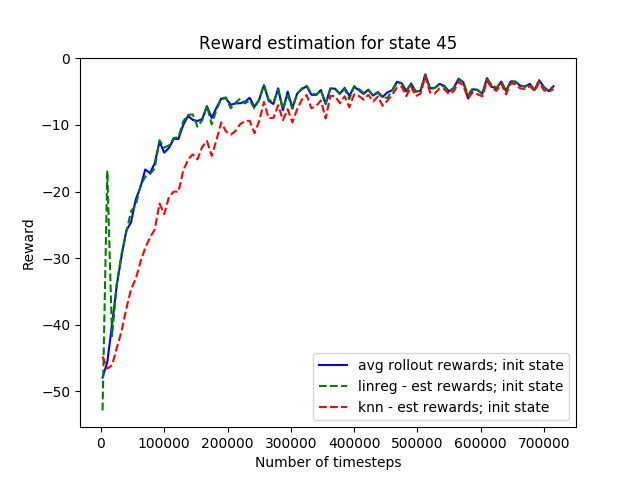 Reward estimation for state 45
0
−10
−20
−30
−40
−50
Reward
avg rollout rewards; init state
linreg - est rewards; init state
knn - est rewards; init state
0 100000 200000 300000 400000 500000 600000 700000
Number of timesteps